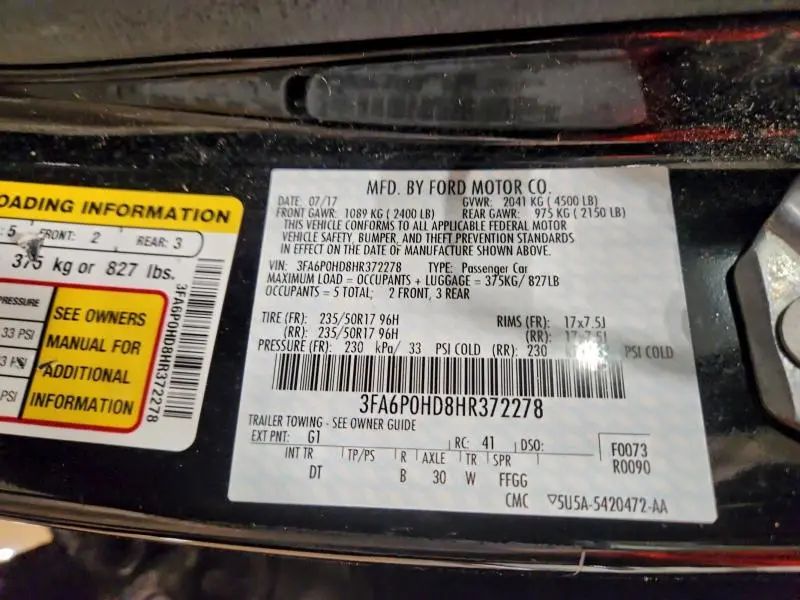 OADING INFORMATION
5 FRONT: 2 REAR: 3
375 kg or 827 lbs.
PRESSURE
33 PSI
PSI
PSI
SEE OWNERS
MANUAL FOR
ADDITIONAL
INFORMATION
3FA6P0HD8HR372278
MFD. BY FORD MOTOR CO.
DATE: 07/17 GVWR: 2041 KG ( 4500 LB)
FRONT GAWR: 1089 KG ( 2400 LB) REAR GAWR: 975 KG ( 2150 LB)
THIS VEHICLE CONFORMS TO ALL APPLICABLE FEDERAL MOTOR
VEHICLE SAFETY, BUMPER, AND THEFT PREVENTION STANDARDS
IN EFFECT ON THE DATE OF MANUFACTURE SHOWN ABOVE.
VIN: 3FA6P0HD8HR372278 TYPE: Passenger Car
MAXIMUM LOAD = OCCUPANTS + LUGGAGE = 375KG/ 827LB
OCCUPANTS = 5 TOTAL; 2 FRONT, 3 REAR
TIRE (FR): 235/50R17 96H RIMS (FR): 17x7.5J
(RR): 235/50R17 96H (RR): 17x7.5J
PRESSURE (FR): 230 kPa/ 33 PSI COLD (RR): 230 PSI COLD
3FA6P0HD8HR372278
TRAILER TOWING - SEE OWNER GUIDE
EXT PNT: G1 RC: 41 DSO: F0073
INT TR TP/PS R AXLE TR SPR R0090
DT B 30 W FFGG
CMC ▽5U5A-5420472-AA